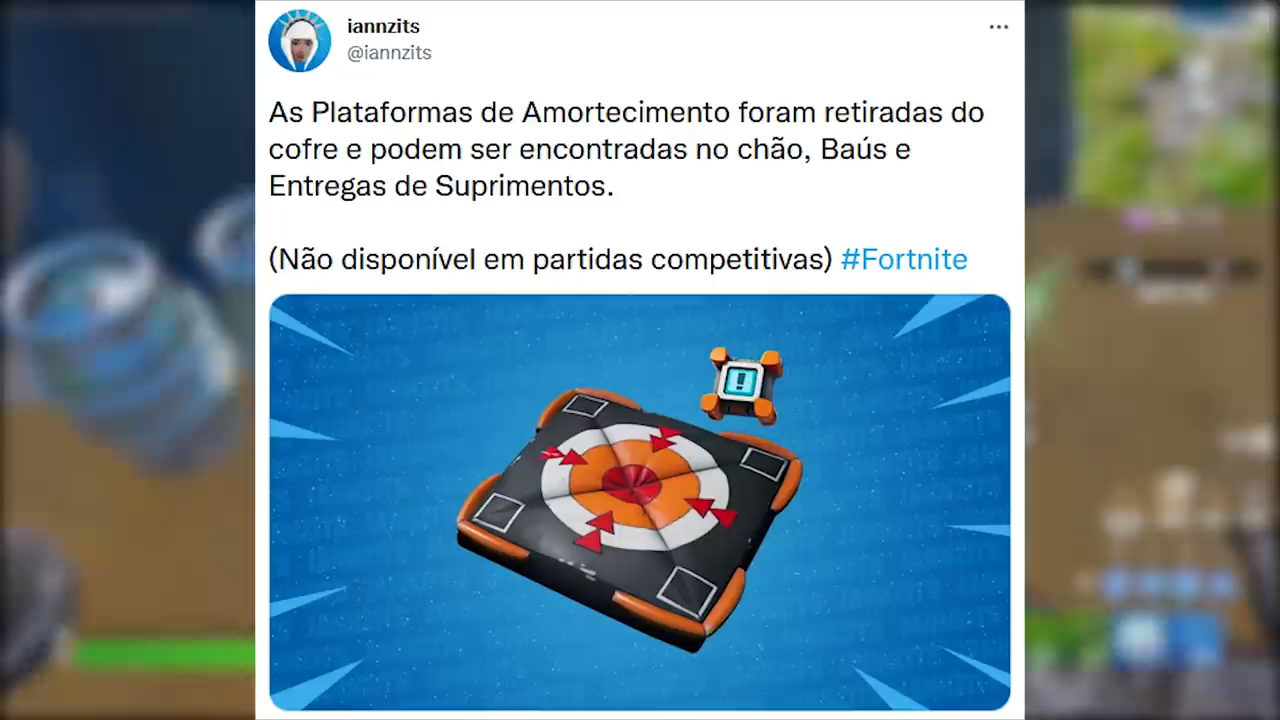 iannzits
@iannzits
As Plataformas de Amortecimento foram retiradas do
cofre e podem ser encontradas no chão, Baús e
Entregas de Suprimentos.
(Não disponível em partidas competitivas) #Fortnite